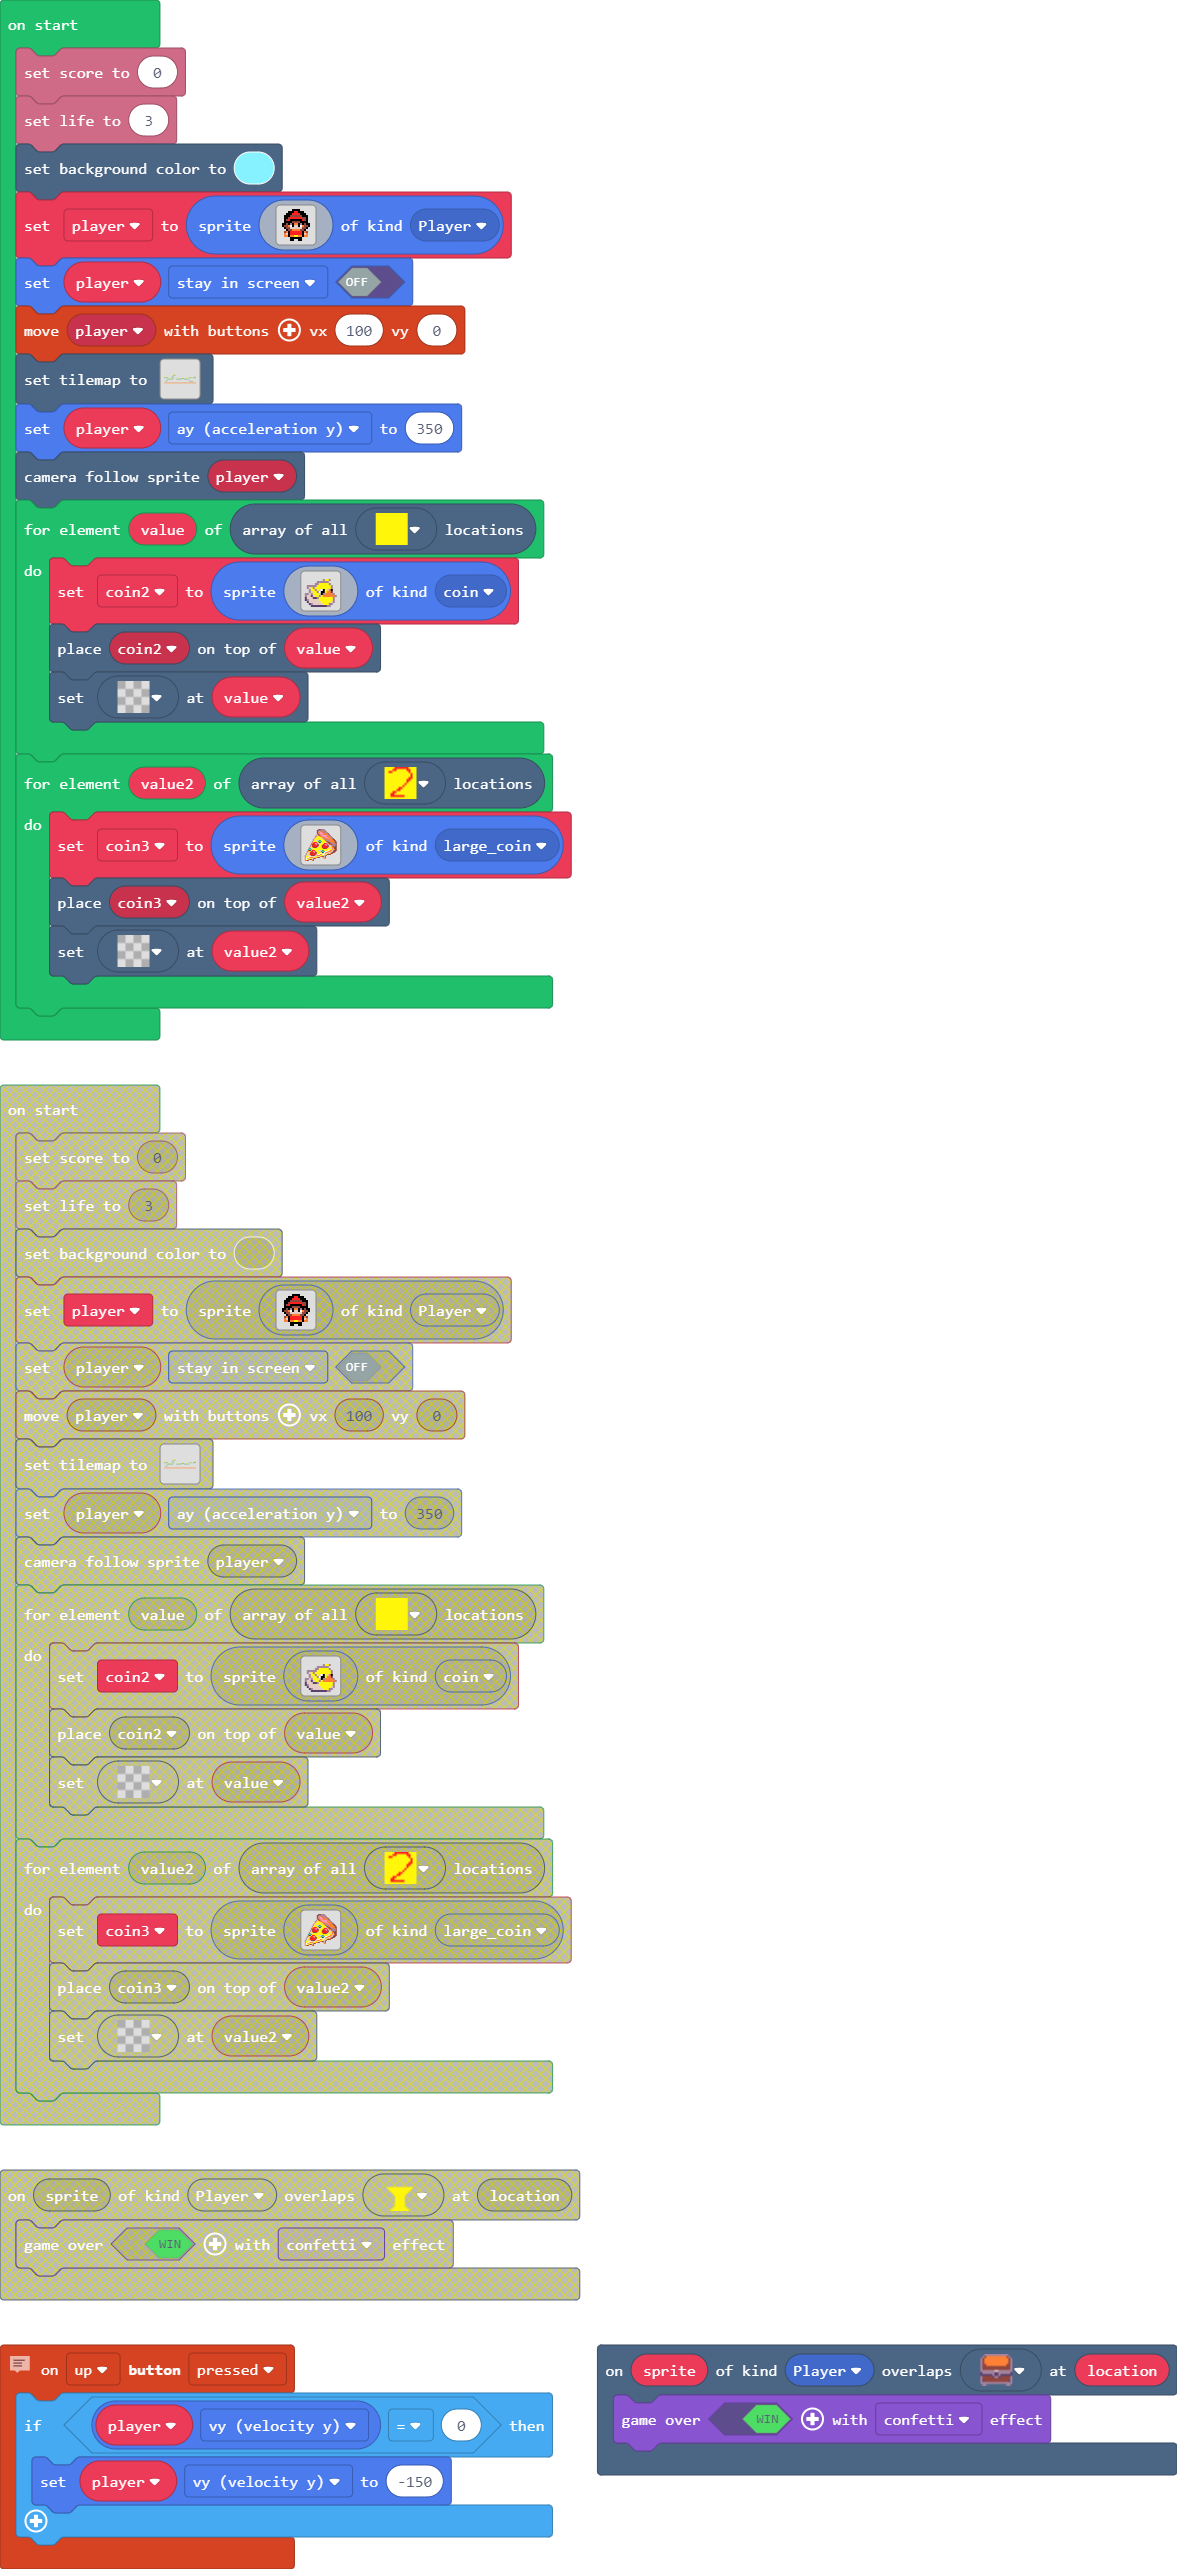 on start
set score to 0
set life to 3
set background color to
set player to sprite of kind Player
set player stay in screen OFF
move player with buttons vx 100 vy 0
set tilemap to
set player ay (acceleration y) to 350
camera follow sprite player
for element value of array of all locations
do
set coin2 to sprite of kind coin
place coin2 on top of value
set at value
for element value2 of array of all 2 locations
do
set coin3 to sprite of kind large_coin
place coin3 on top of value2
set at value2
on start
set score to 0
set life to 3
set background color to
set player to sprite of kind Player
set player stay in screen OFF
move player with buttons vx 100 vy 0
set tilemap to
set player ay (acceleration y) to 350
camera follow sprite player
for element value of array of all locations
do
set coin2 to sprite of kind coin
place coin2 on top of value
set at value
for element value2 of array of all 2 locations
do
set coin3 to sprite of kind large_coin
place coin3 on top of value2
set at value2
on sprite of kind Player overlaps at location
game over WIN with confetti effect
on up button pressed
if player vy (velocity y) = 0 then
set player vy (velocity y) to -150
on sprite of kind Player overlaps at location
game over WIN with confetti effect